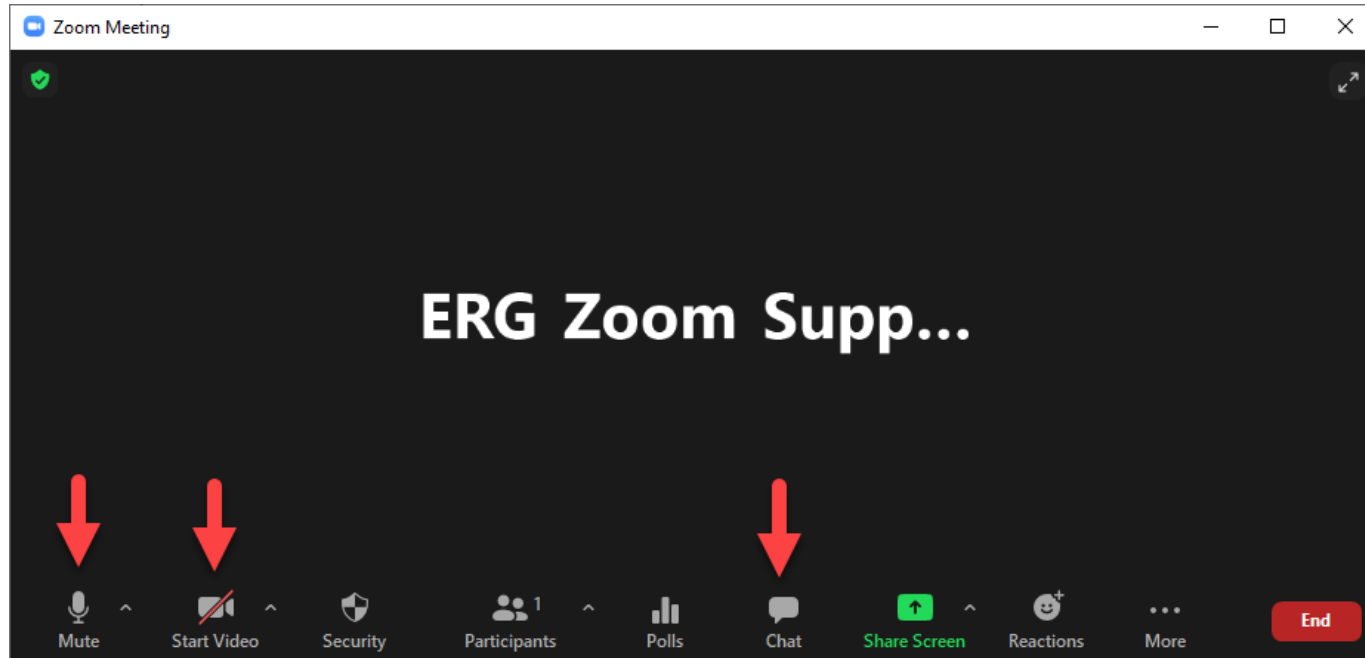 Zoom Meeting
ERG Zoom Supp...
1
Mute Start Video Security Participants Polls Chat Share Screen Reactions More End